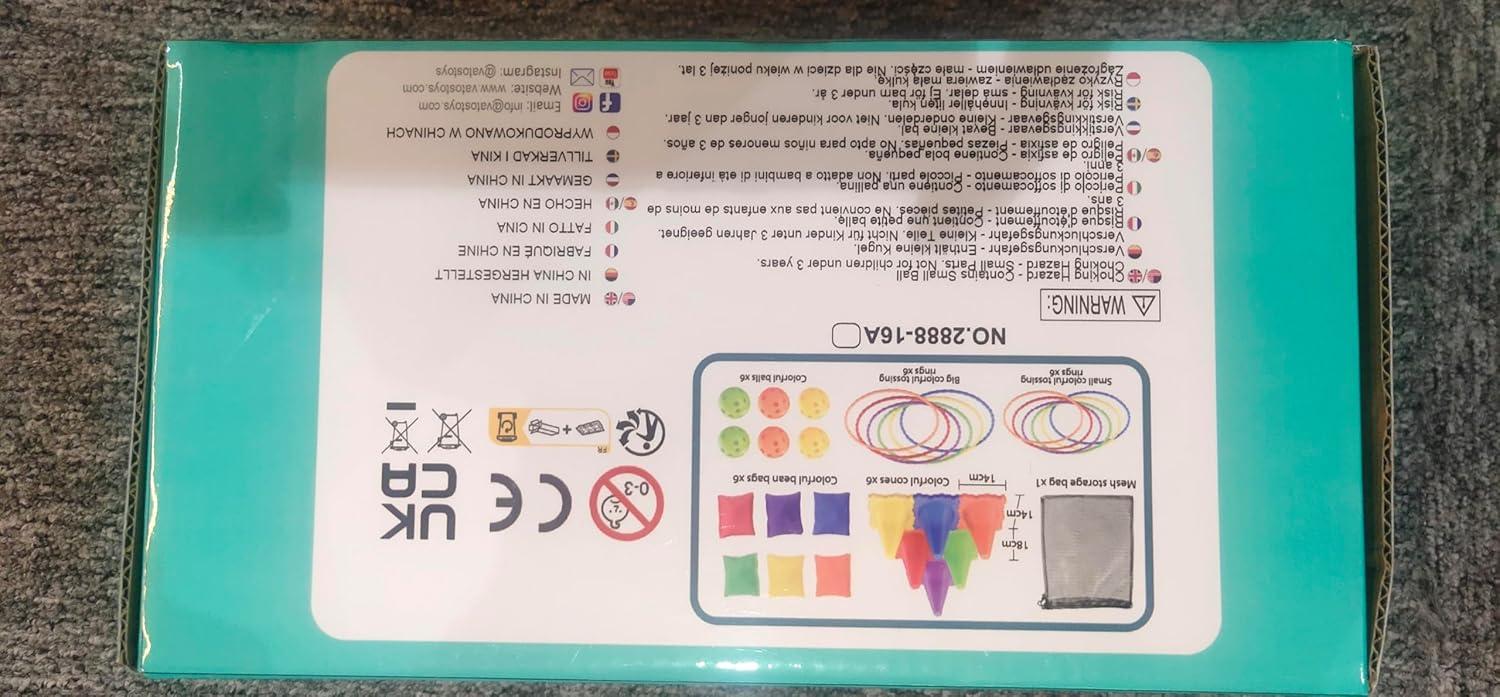 Mesh storage bag x1
18cm
14cm
14cm
Colorful cones x6
Colorful bean bags x6
Small colorful tossing
rings x6
Big colorful tossing
rings x6
Colorful balls x6
0-3
CE
UK
CA
FR
NO.2888-16A
WARNING:
Choking Hazard - Contains Small Ball
Choking Hazard - Small Parts. Not for children under 3 years.
Verschluckungsgefahr - Enthält kleine Kugel.
Verschluckungsgefahr - Kleine Teile. Nicht für Kinder unter 3 Jahren geeignet.
Risque d'étouffement - Contient une petite balle.
Risque d'étouffement - Petites pièces. Ne convient pas aux enfants de moins de
3 ans.
Pericolo di soffocamento - Contiene una pallina.
Pericolo di soffocamento - Piccole parti. Non adatto a bambini di età inferiore a
3 anni.
Peligro de asfixia - Contiene bola pequeña.
Peligro de asfixia - Piezas pequeñas. No apto para niños menores de 3 años.
Verstikkingsgevaar - Bevat kleine bal.
Verstikkingsgevaar - Kleine onderdelen. Niet voor kinderen jonger dan 3 jaar.
Risk för kvävning - Innehåller liten kula.
Risk för kvävning - små delar. Ej för barn under 3 år.
Ryzyko zadławienia - zawiera małą kulkę.
Zagrożenie udławieniem - małe części. Nie dla dzieci w wieku poniżej 3 lat.
MADE IN CHINA
IN CHINA HERGESTELLT
FABRIQUÉ EN CHINE
FATTO IN CINA
HECHO EN CHINA
GEMAAKT IN CHINA
TILLVERKAD I KINA
WYPRODUKOWANO W CHINACH
Email: info@vatostoys.com
Website: www.vatostoys.com
Instagram: @vatostoys